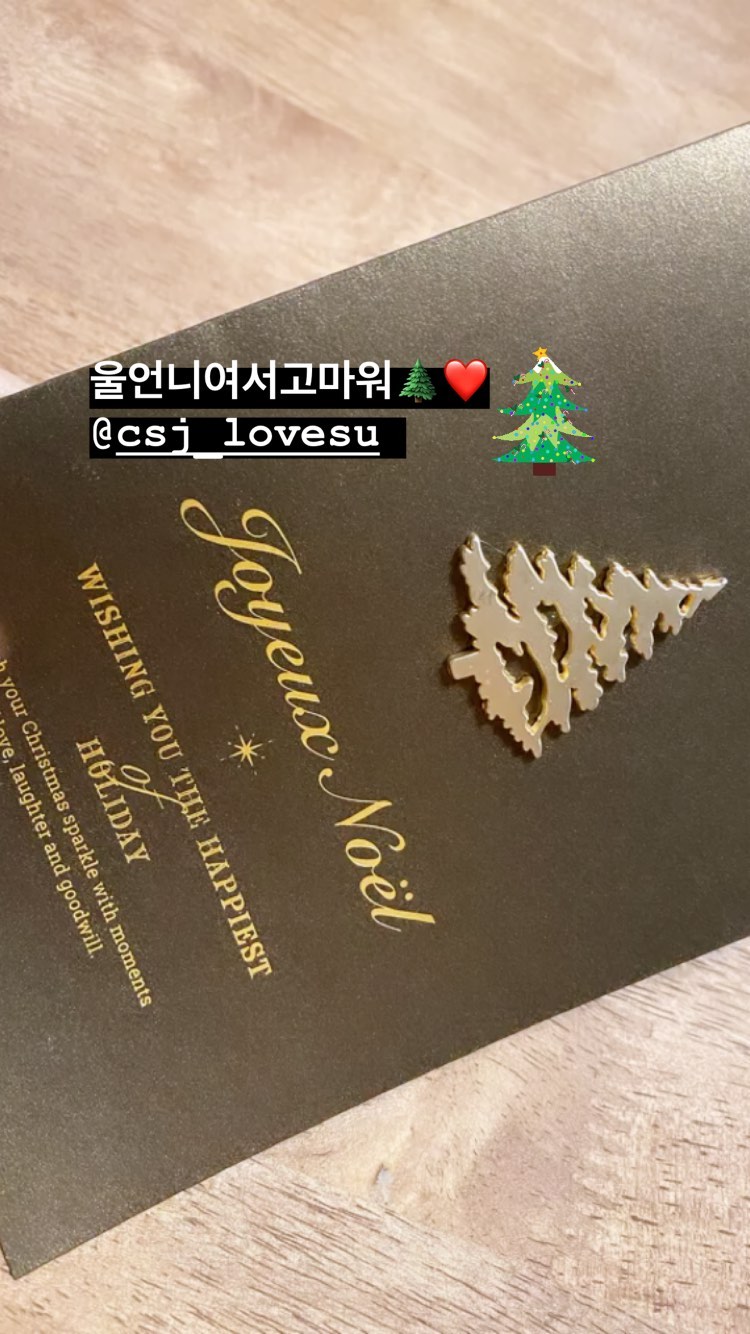 울언니여서고마워🌲❤️
@csj_lovesu
Joyeux Noël
WISHING YOU THE HAPPIEST
of
HOLIDAY
your Christmas sparkle with moments
love, laughter and goodwill.